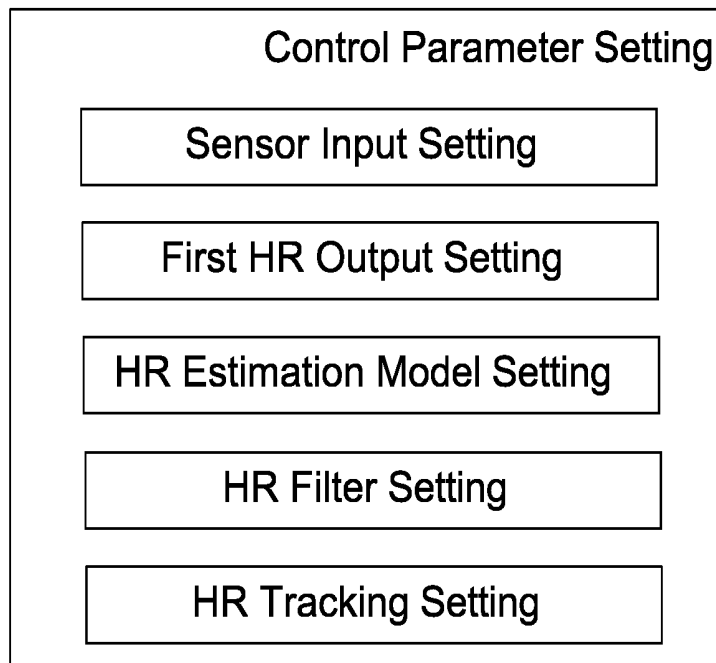 Control Parameter Setting
Sensor Input Setting
First HR Output Setting
HR Estimation Model Setting
HR Filter Setting
HR Tracking Setting